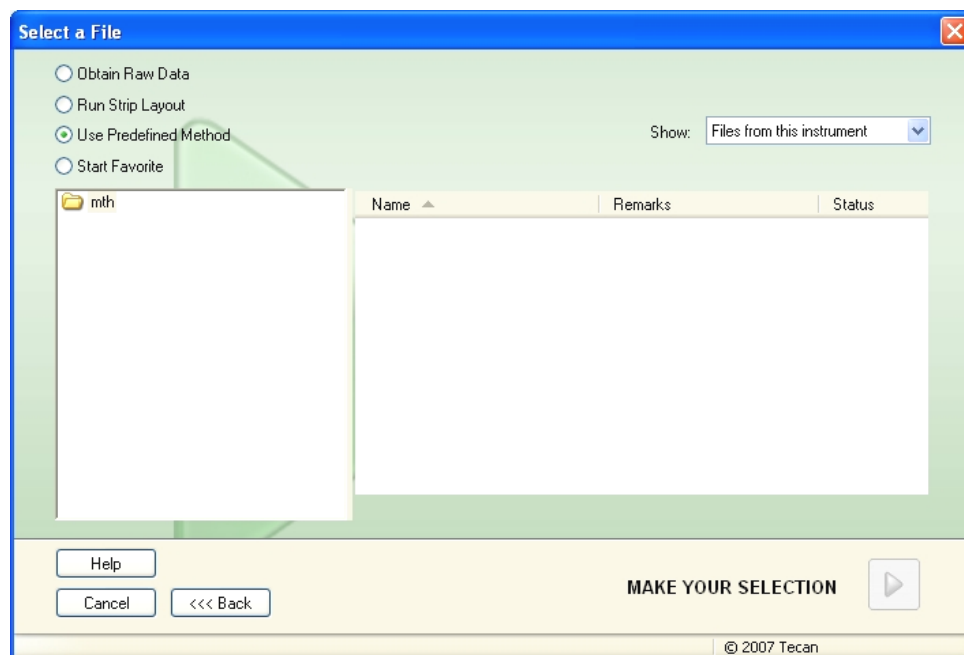 Select a File
Obtain Raw Data
Run Strip Layout
Use Predefined Method
Show: Files from this instrument
Start Favorite
mth
Name Remarks Status
Help
Cancel <<< Back
MAKE YOUR SELECTION
© 2007 Tecan